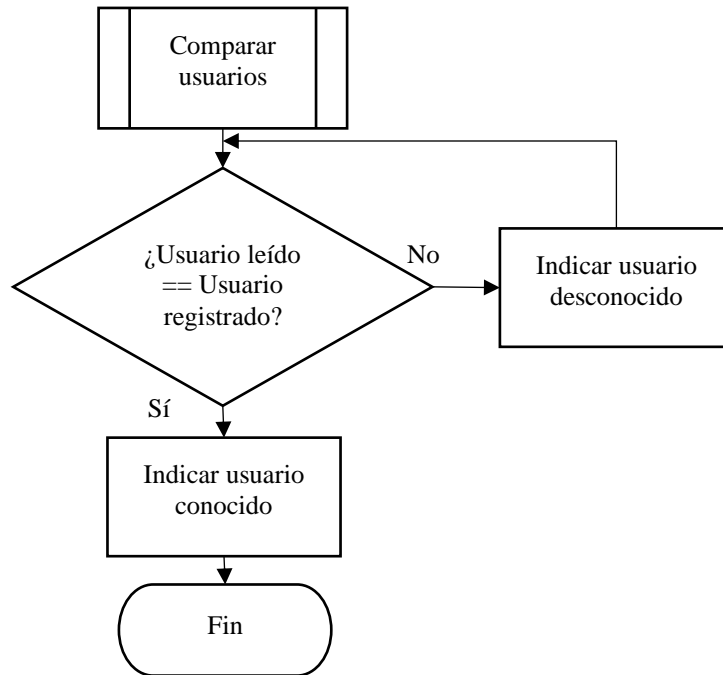 Comparar
usuarios
¿Usuario leído
== Usuario
registrado?
No
Indicar usuario
desconocido
Sí
Indicar usuario
conocido
Fin